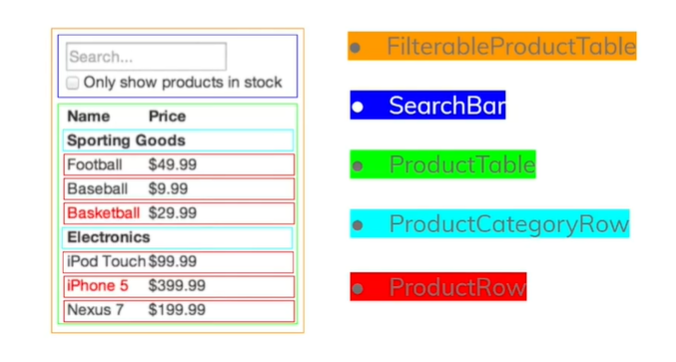 Search...
Only show products in stock
Name Price
Sporting Goods
Football $49.99
Baseball $9.99
Basketball $29.99
Electronics
iPod Touch $99.99
iPhone 5 $399.99
Nexus 7 $199.99
• FilterableProductTable
• SearchBar
• ProductTable
• ProductCategoryRow
• ProductRow